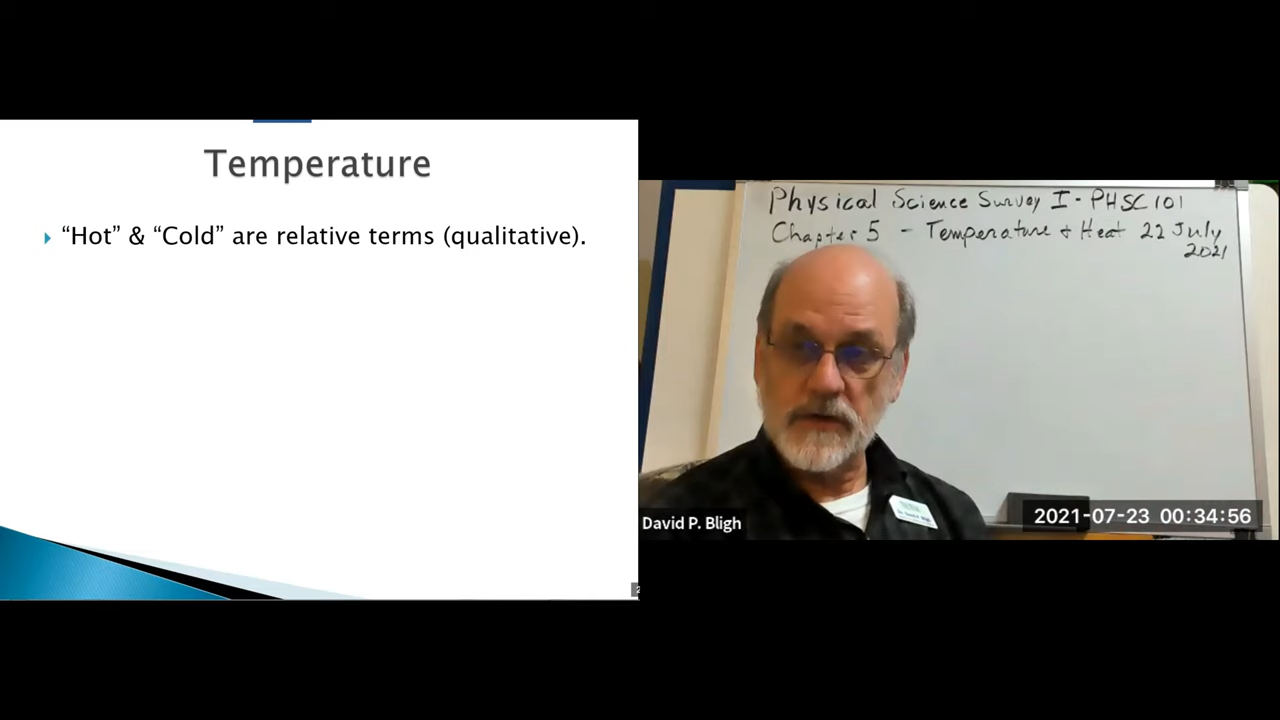 Temperature
“Hot” & “Cold” are relative terms (qualitative).
Physical Science Survey I - PHSC 101
Chapter 5 - Temperature & Heat 22 July
2021
David P. Bligh
2021-07-23 00:34:56